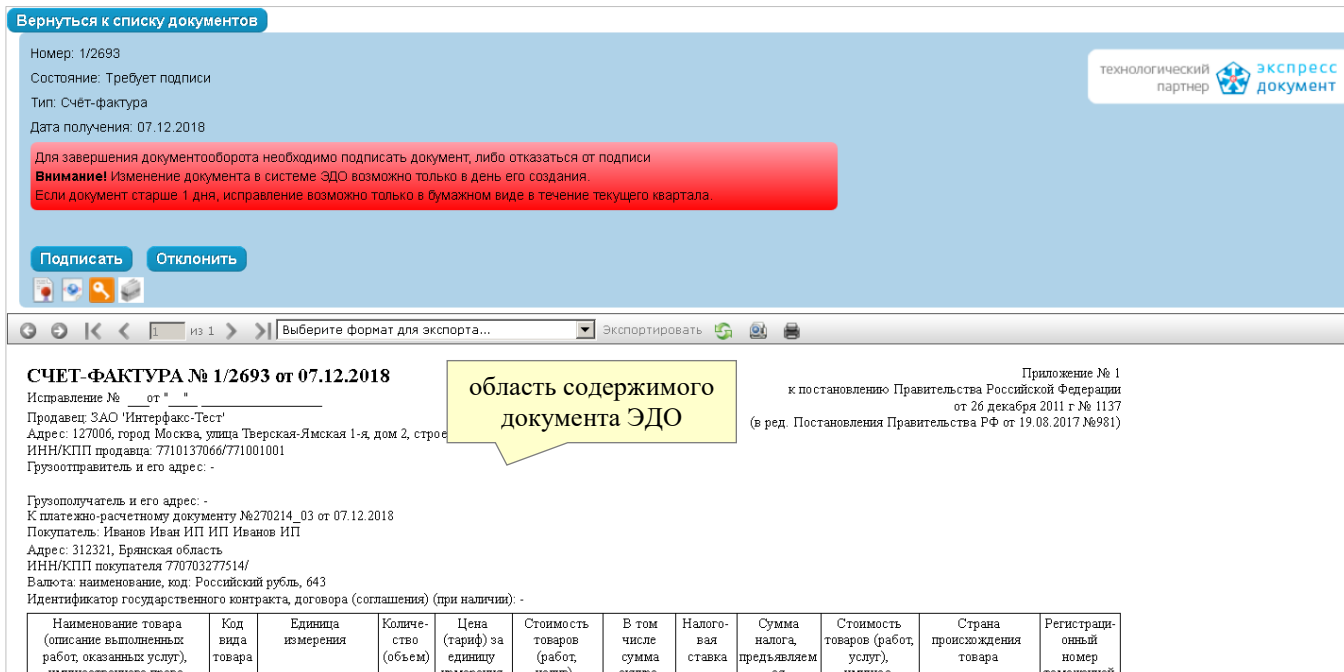 Вернуться к списку документов
Номер: 1/2693
Состояние: Требует подписи
Тип: Счёт-фактура
Дата получения: 07.12.2018
технологический партнер
экспресс документ
Для завершения документооборота необходимо подписать документ, либо отказаться от подписи
Внимание! Изменение документа в системе ЭДО возможно только в день его создания.
Если документ старше 1 дня, исправление возможно только в бумажном виде в течение текущего квартала.
Подписать Отклонить
1 из 1 Выберите формат для экспорта... Экспортировать
СЧЕТ-ФАКТУРА № 1/2693 от 07.12.2018
Исправление № ___от "__" ____________________
Продавец: ЗАО 'Интерфакс-Тест'
Адрес: 127006, город Москва, улица Тверская-Ямская 1-я, дом 2, стро
ИНН/КПП продавца: 7710137066/771001001
Грузоотправитель и его адрес: -
область содержимого
документа ЭДО
Приложение № 1
к постановлению Правительства Российской Федерации
от 26 декабря 2011 г № 1137
(в ред. Постановления Правительства РФ от 19.08.2017 №981)
Грузополучатель и его адрес: -
К платежно-расчетному документу №270214_03 от 07.12.2018
Покупатель: Иванов Иван ИП ИП Иванов ИП
Адрес: 312321, Брянская область
ИНН/КПП покупателя 770703277514/
Валюта: наименование, код: Российский рубль, 643
Идентификатор государственного контракта, договора (соглашения) (при наличии): -
Наименование товара Код Единица Количе- Цена Стоимость В том Налого- Сумма Стоимость Страна Регистраци-
(описание выполненных вида измерения ство (тариф) за товаров числе вая налога, товаров (работ, происхождения онный
работ, оказанных услуг), товара (объем) единицу (работ, сумма ставка предъявляем услуг), товара номер